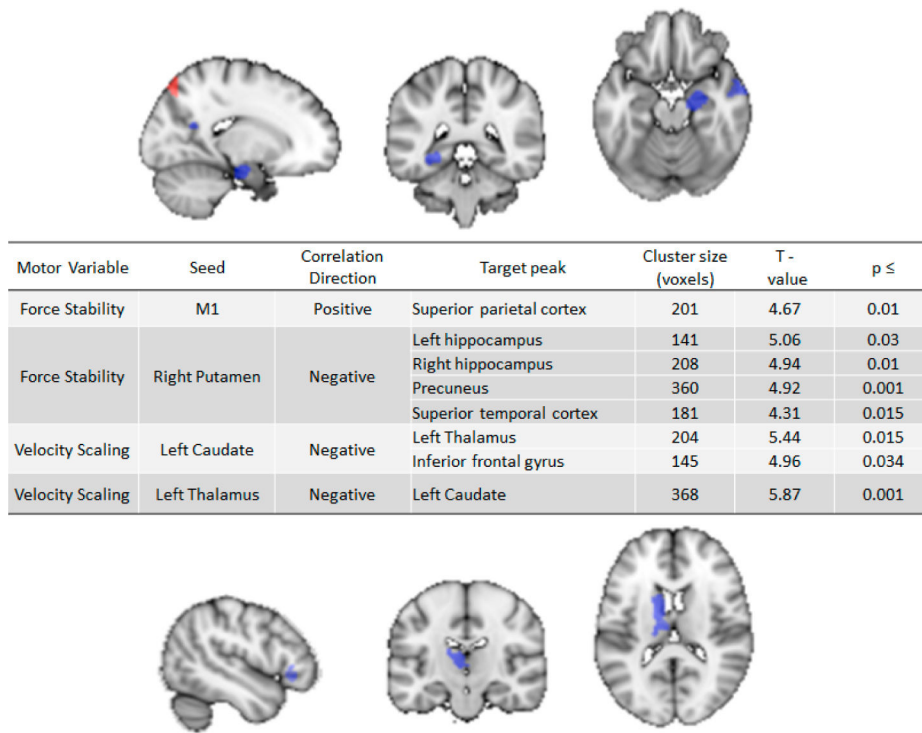 Motor Variable Seed Correlation Direction Target peak Cluster size (voxels) T - value p ≤
Force Stability M1 Positive Superior parietal cortex 201 4.67 0.01
Force Stability Right Putamen Negative Left hippocampus 141 5.06 0.03
Right hippocampus 208 4.94 0.01
Precuneus 360 4.92 0.001
Superior temporal cortex 181 4.31 0.015
Velocity Scaling Left Caudate Negative Left Thalamus 204 5.44 0.015
Inferior frontal gyrus 145 4.96 0.034
Velocity Scaling Left Thalamus Negative Left Caudate 368 5.87 0.001